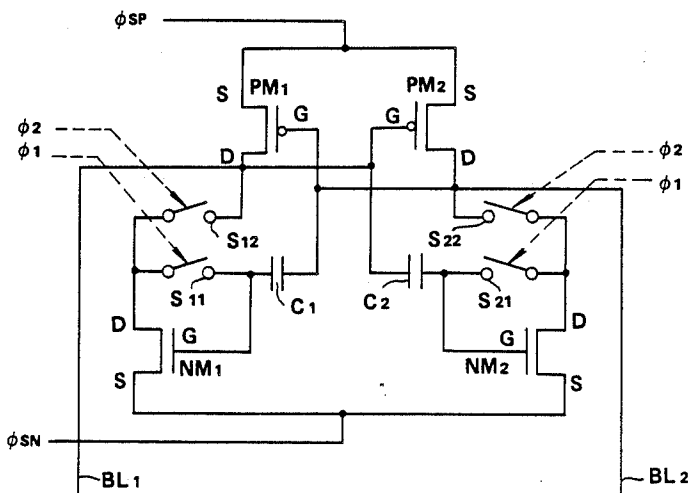 φSP
PM1 PM2
S S
G G
φ2 D D φ2
φ1 φ1
S12 S22
S11 C1 C2 S21
D D
G G
NM1 NM2
S S
φSN
BL1 BL2